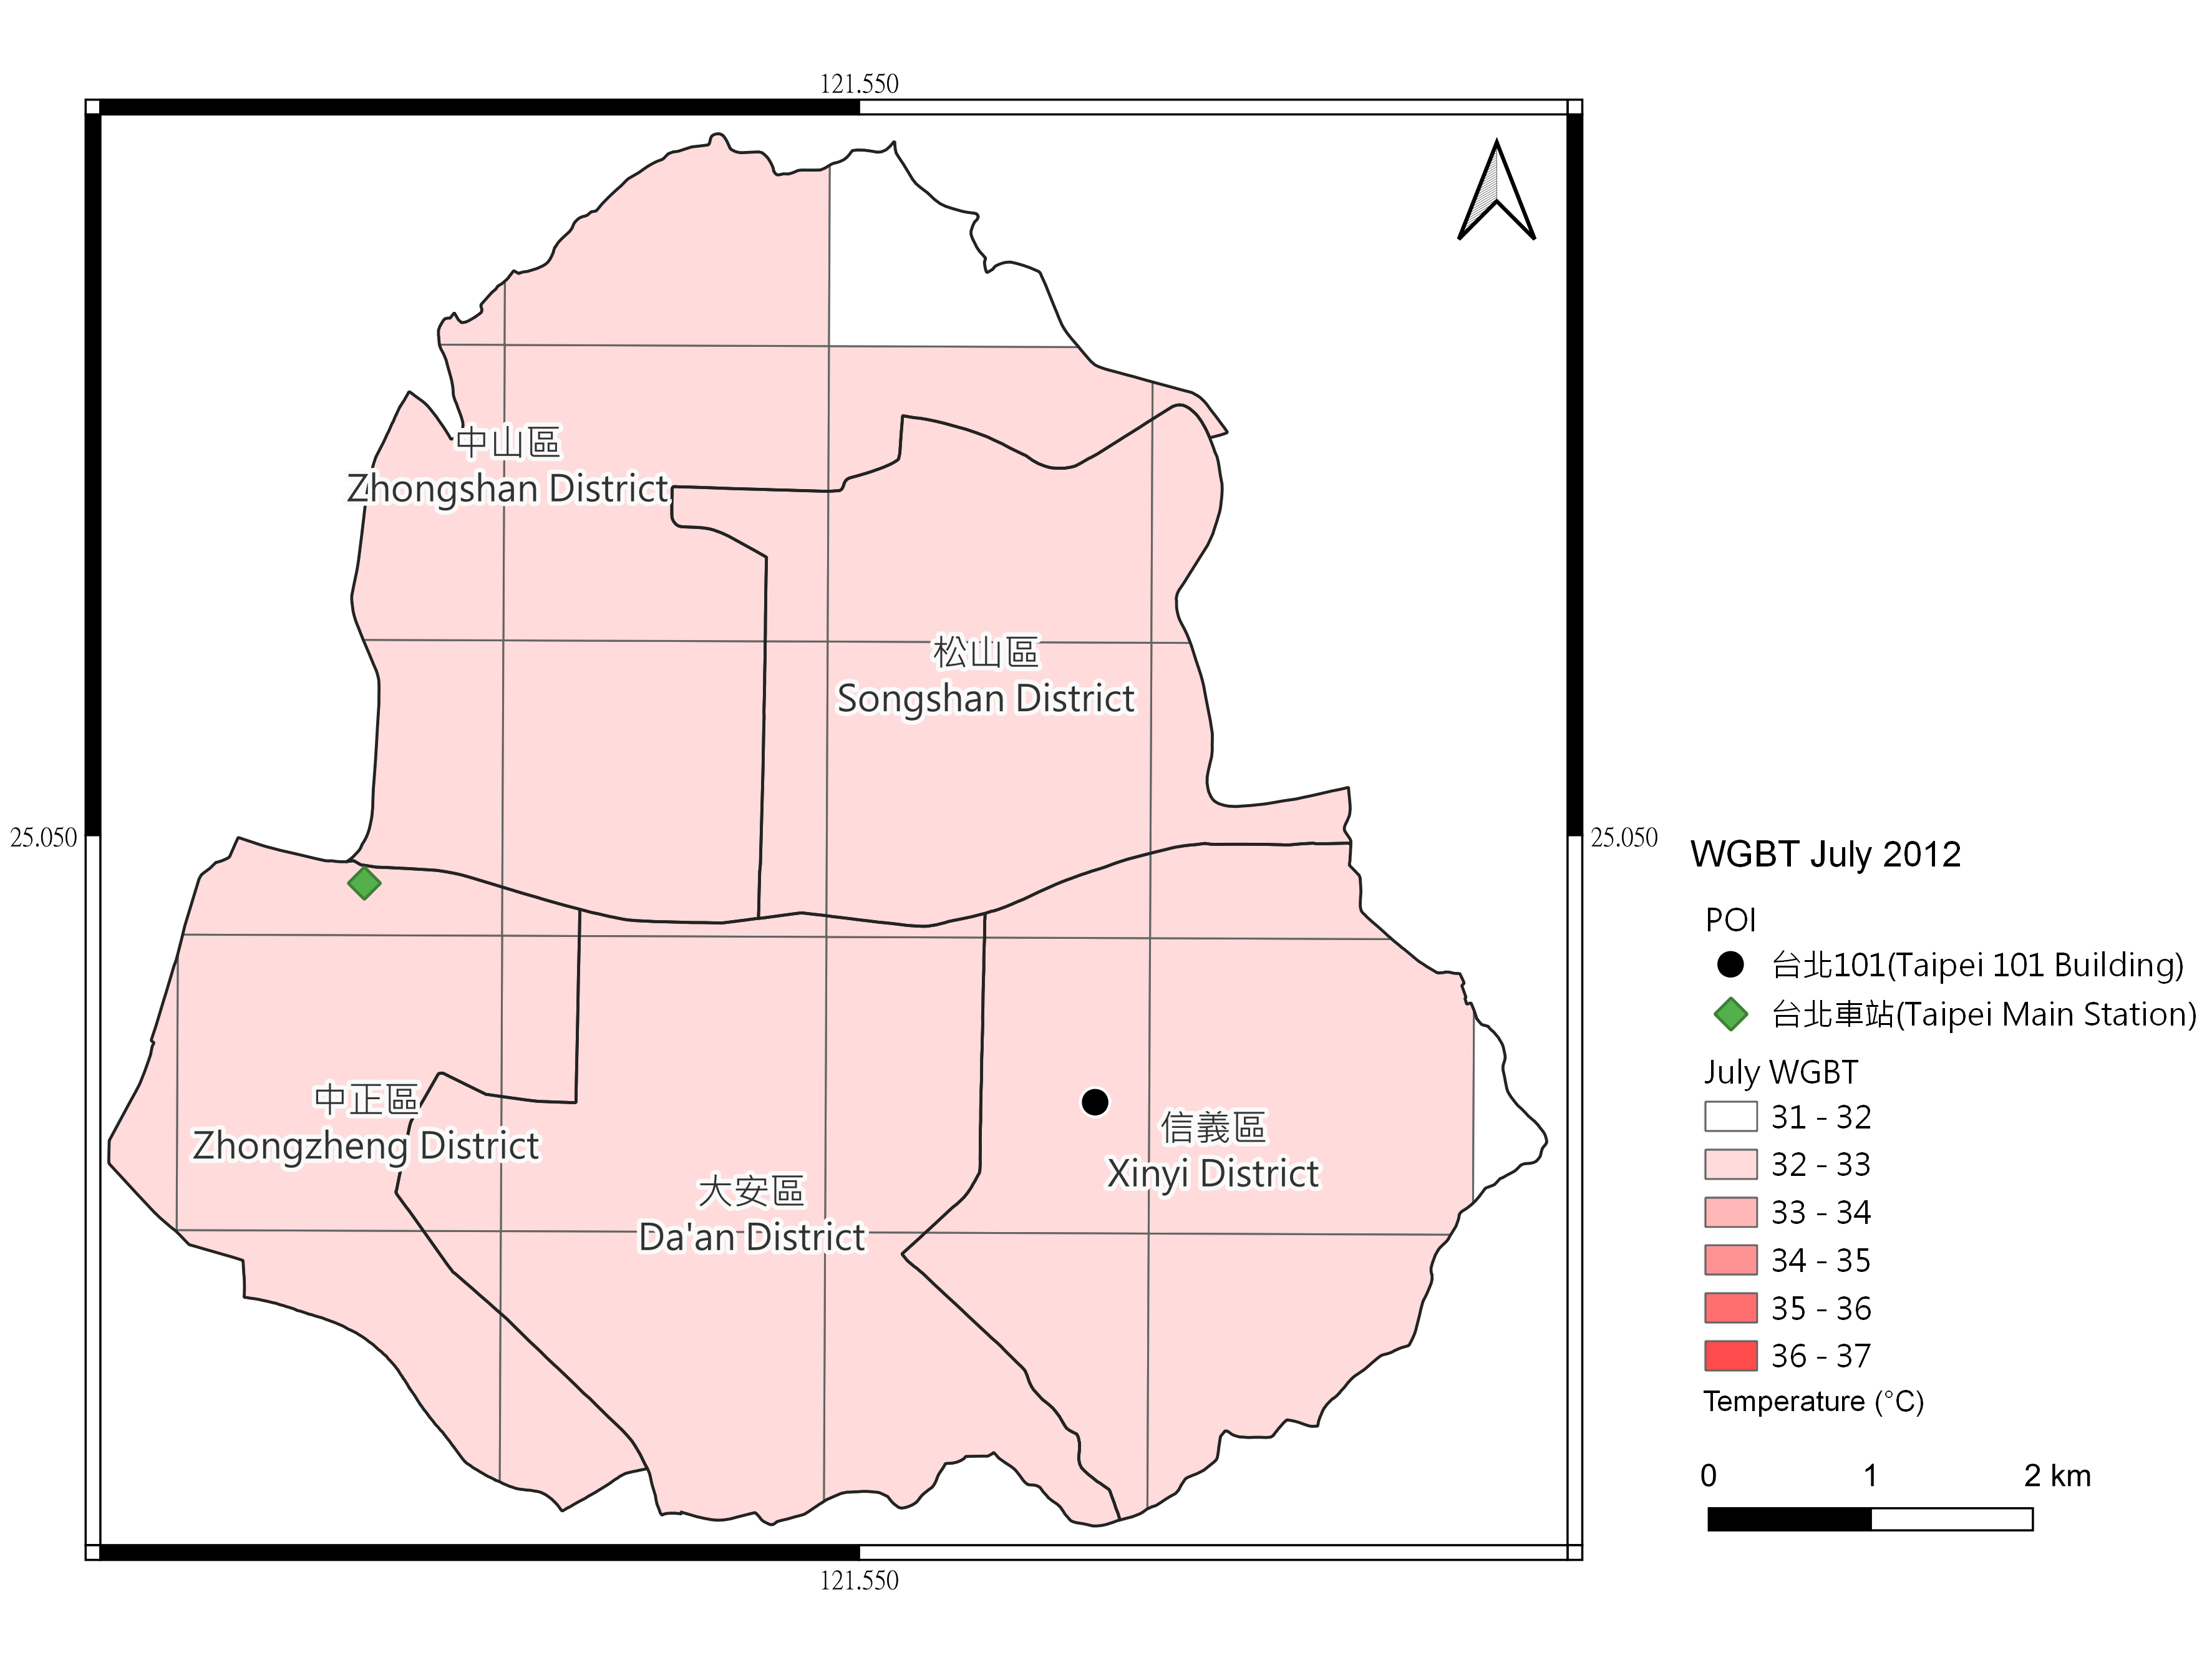 121.550
中山區
Zhongshan District
松山區
Songshan District
25.050
25.050
中正區
Zhongzheng District
大安區
Da'an District
信義區
Xinyi District
121.550
WGBT July 2012
POI
台北101(Taipei 101 Building)
台北車站(Taipei Main Station)
July WGBT
31 - 32
32 - 33
33 - 34
34 - 35
35 - 36
36 - 37
Temperature (°C)
0 1 2 km